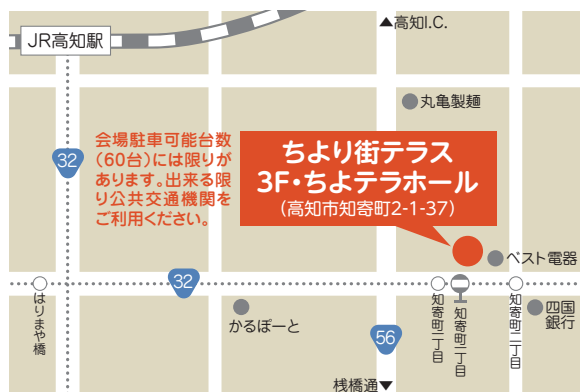 ▲高知I.C.
JR高知駅
丸亀製麺
32
会場駐車可能台数
(60台)には限りが
あります。出来る限
り公共交通機関を
ご利用ください。
ちより街テラス
3F・ちよテラホール
(高知市知寄町2-1-37)
ベスト電器
32
はりまや橋
かるぽーと
56
知寄町一丁目
知寄町二丁目
知寄町二丁目
四国
銀行
桟橋通▼